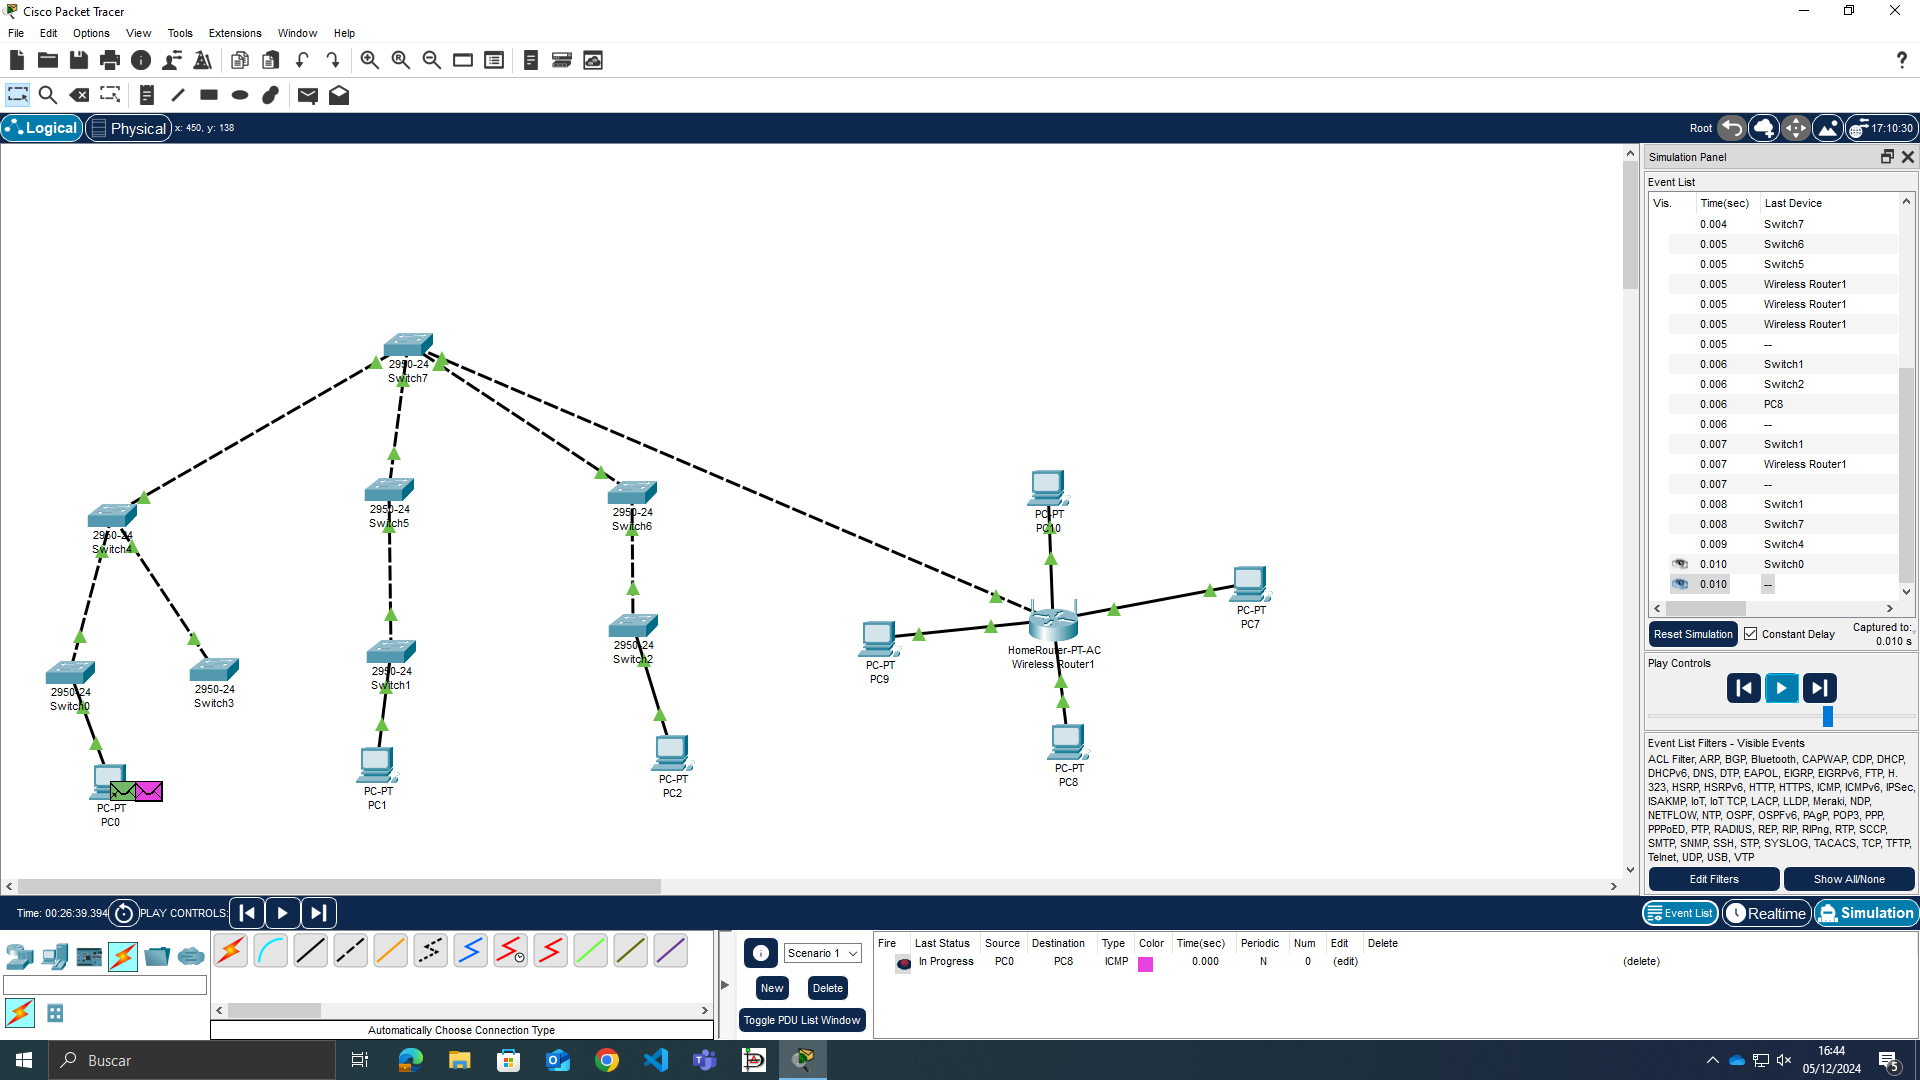 Cisco Packet Tracer
File Edit Options View Tools Extensions Window Help
Logical Physical x: 450, y: 138 Root 17:10:30
2950-24
Switch7
2950-24
Switch4
2950-24
Switch5
2950-24
Switch6
PC-PT
PC10
PC-PT
PC7
PC-PT
PC9
HomeRouter-PT-AC
Wireless Router1
2950-24
Switch0
2950-24
Switch3
2950-24
Switch1
2950-24
Switch2
PC-PT
PC0
PC-PT
PC1
PC-PT
PC2
PC-PT
PC8
Simulation Panel
Event List
Vis. Time(sec) Last Device
0.004 Switch7
0.005 Switch6
0.005 Switch5
0.005 Wireless Router1
0.005 Wireless Router1
0.005 Wireless Router1
0.005 --
0.006 Switch1
0.006 Switch2
0.006 PC8
0.006 --
0.007 Switch1
0.007 Wireless Router1
0.007 --
0.008 Switch1
0.008 Switch7
0.009 Switch4
0.010 Switch0
0.010 --
Reset Simulation Constant Delay Captured to:
0.010 s
Play Controls
Event List Filters - Visible Events
ACL Filter, ARP, BGP, Bluetooth, CAPWAP, CDP, DHCP,
DHCPv6, DNS, DTP, EAPOL, EIGRP, EIGRPv6, FTP, H.
323, HSRP, HSRPv6, HTTP, HTTPS, ICMP, ICMPv6, IPSec,
ISAKMP, IoT, IoT TCP, LACP, LLDP, Meraki, NDP,
NETFLOW, NTP, OSPF, OSPFv6, PAgP, POP3, PPP,
PPPoED, PTP, RADIUS, REP, RIP, RIPng, RTP, SCCP,
SMTP, SNMP, SSH, STP, SYSLOG, TACACS, TCP, TFTP,
Telnet, UDP, USB, VTP
Edit Filters Show All/None
Time: 00:26:39.394 PLAY CONTROLS: Event List Realtime Simulation
Automatically Choose Connection Type
Scenario 1
New Delete
Toggle PDU List Window
Fire Last Status Source Destination Type Color Time(sec) Periodic Num Edit Delete
In Progress PC0 PC8 ICMP 0.000 N 0 (edit) (delete)
Buscar
16:44
05/12/2024
5